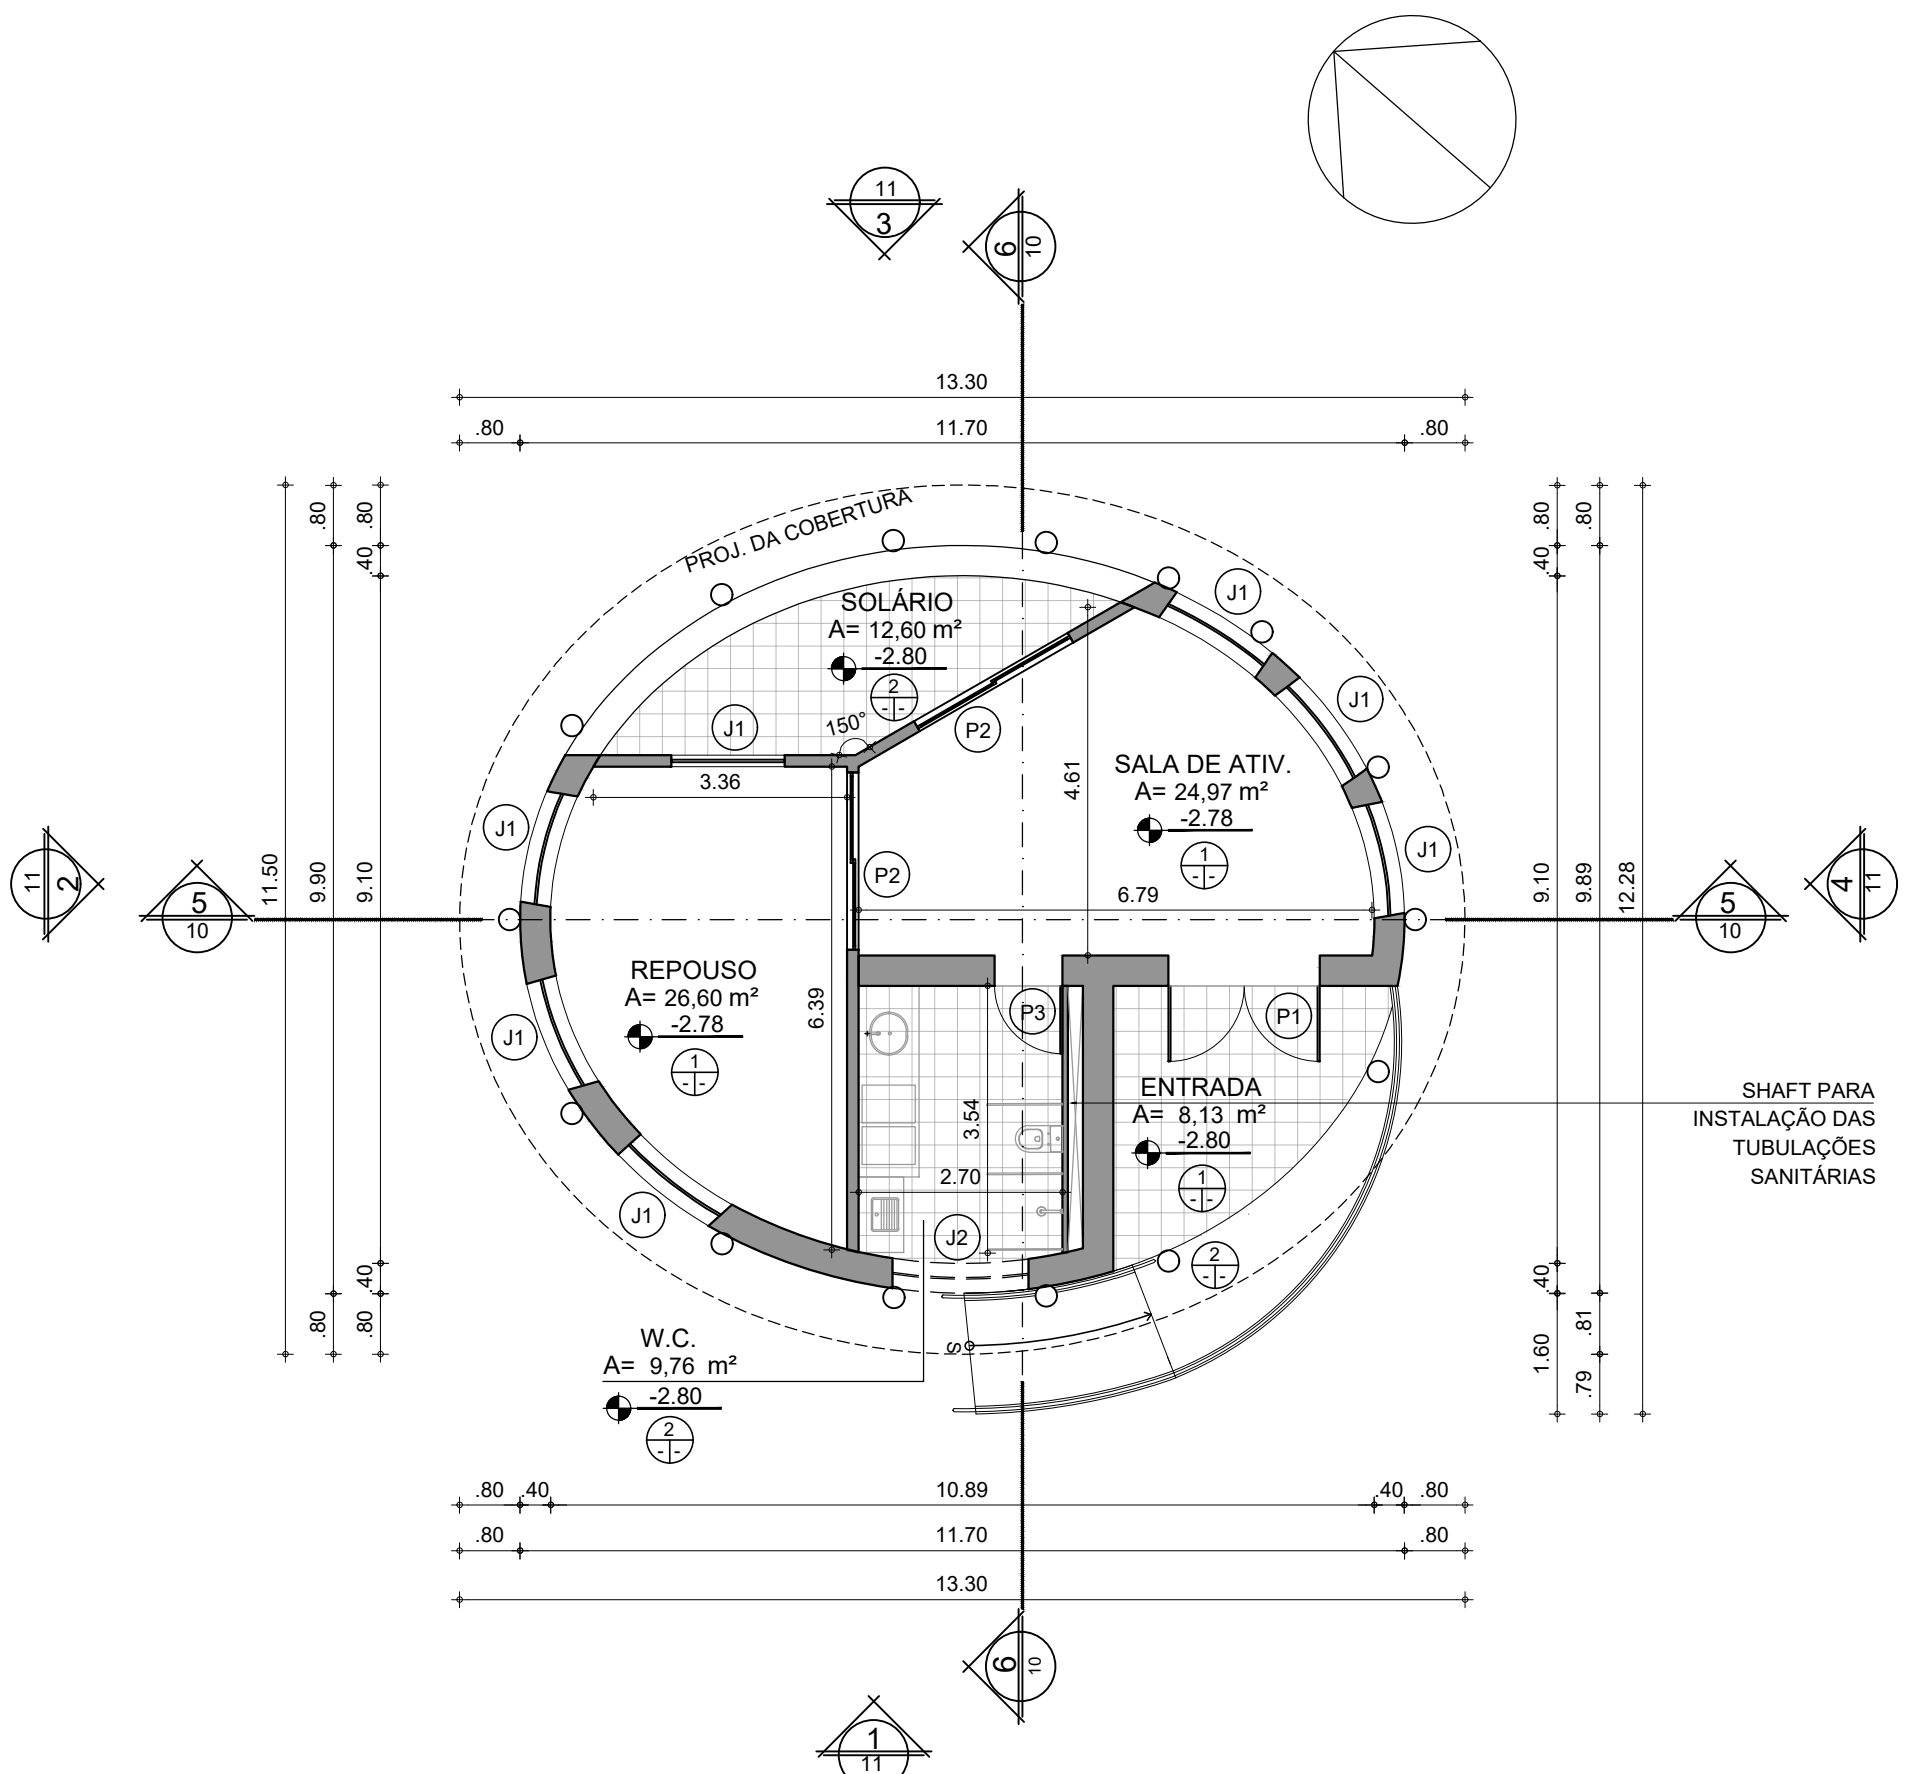 11
3
6
10
13.30
.80
11.70
.80
.80
.80
.40
PROJ. DA COBERTURA
.80
.80
.40
J1
SOLÁRIO
A= 12,60 m²
-2.80
2
- -
J1
150°
P2
J1
3.36
4.61
SALA DE ATIV.
A= 24,97 m²
-2.78
1
- -
J1
J1
11
2
5
10
11.50
9.90
9.10
P2
6.79
9.10
9.89
12.28
5
10
4
11
REPOUSO
A= 26,60 m²
-2.78
1
- -
J1
6.39
P3
P1
ENTRADA
A= 8,13 m²
-2.80
1
- -
SHAFT PARA
INSTALAÇÃO DAS
TUBULAÇÕES
SANITÁRIAS
3.54
2.70
J1
J2
2
- -
.40
.80
.80
.40
1.60
.81
.79
S
W.C.
A= 9,76 m²
-2.80
2
- -
.80
.40
10.89
.40
.80
.80
11.70
.80
13.30
6
10
1
11